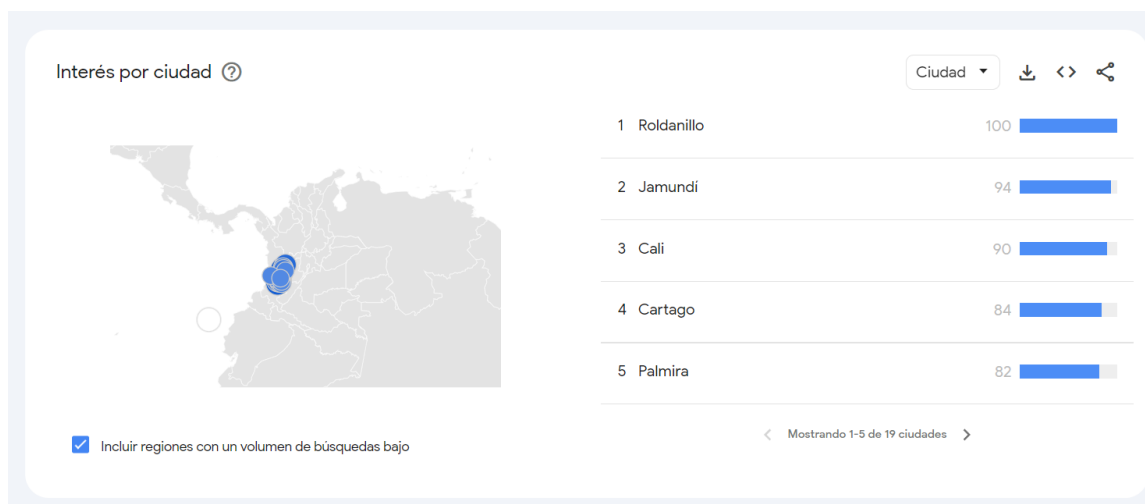 Interés por ciudad
Ciudad
1 Roldanillo 100
2 Jamundí 94
3 Cali 90
4 Cartago 84
5 Palmira 82
Incluir regiones con un volumen de búsquedas bajo
Mostrando 1-5 de 19 ciudades